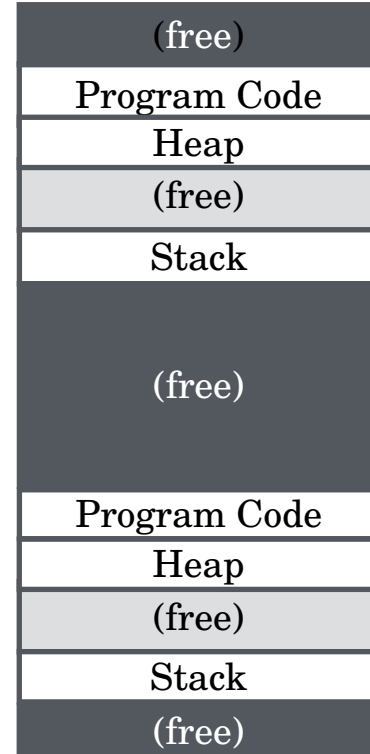 (free)
Program Code
Heap
(free)
Stack
(free)
Program Code
Heap
(free)
Stack
(free)